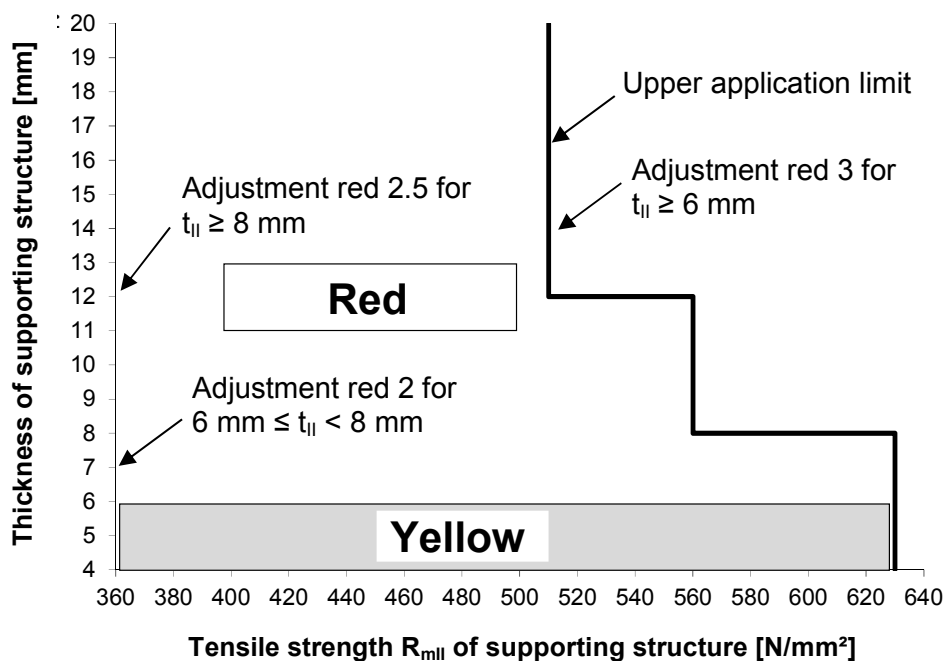 20
19
18
17
16
15
14
13
12
11
10
9
8
7
6
5
4
Thickness of supporting structure [mm]
Upper application limit
Adjustment red 2.5 for
t_II ≥ 8 mm
Adjustment red 3 for
t_II ≥ 6 mm
Red
Adjustment red 2 for
6 mm ≤ t_II < 8 mm
Yellow
360 380 400 420 440 460 480 500 520 540 560 580 600 620 640
Tensile strength R_mII of supporting structure [N/mm²]